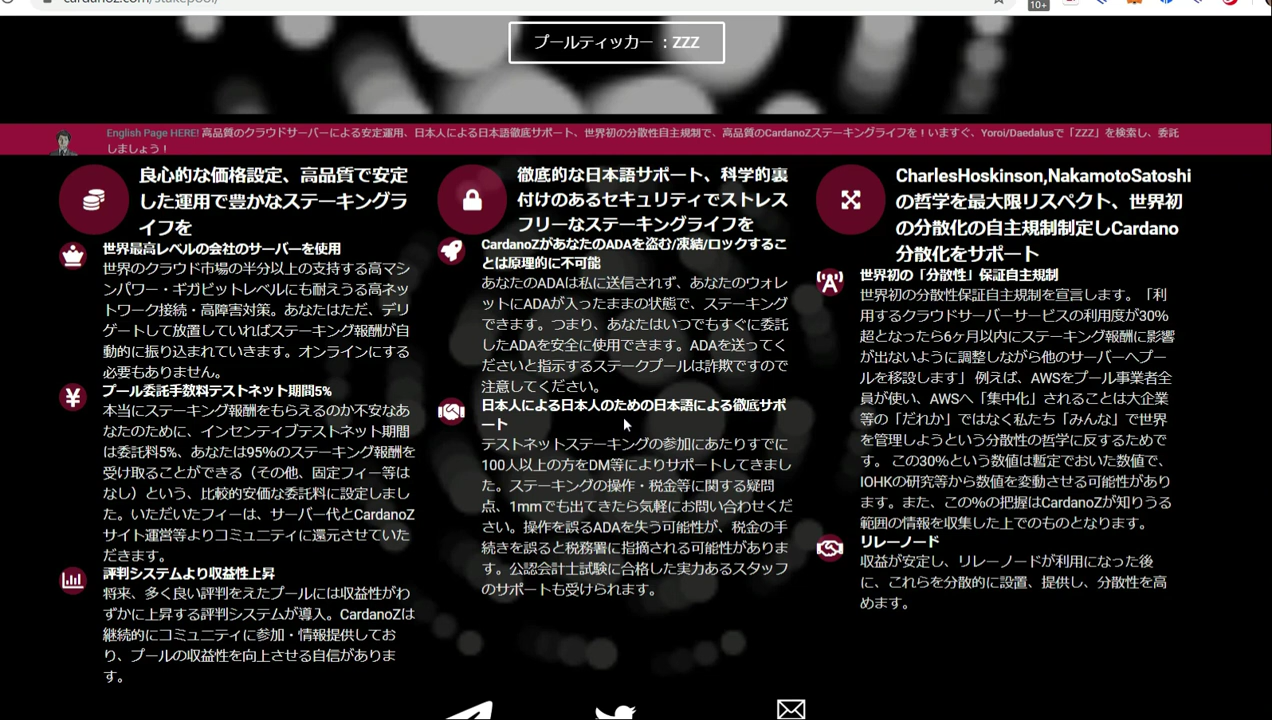 cardanoz.com/stakepool/
10+
プールティッカー ：ZZZ
English Page HERE! 高品質のクラウドサーバーによる安定運用、日本人による日本語徹底サポート、世界初の分散性自主規制で、高品質のCardanoZステーキングライフを！いますぐ、Yoroi/Daedalusで「ZZZ」を検索し、委託
しましょう！
良心的な価格設定、高品質で安定
した運用で豊かなステーキングラ
イフを
世界最高レベルの会社のサーバーを使用
世界のクラウド市場の半分以上の支持する高マシ
ンパワー・ギガビットレベルにも耐えうる高ネッ
トワーク接続・高障害対策。あなたはただ、デリ
ゲートして放置していればステーキング報酬が自
動的に振り込まれていきます。オンラインにする
必要もありません。
プール委託手数料テストネット期間5%
本当にステーキング報酬をもらえるのか不安なあ
なたのために、インセンティブテストネット期間
は委託料5%、あなたは95%のステーキング報酬を
受け取ることができる（その他、固定フィー等は
なし）という、比較的安価な委託料に設定しまし
た。いただいたフィーは、サーバー代とCardanoZ
サイト運営等よりコミュニティに還元させていた
だきます。
評判システムより収益性上昇
将来、多く良い評判をえたプールには収益性がわ
ずかに上昇する評判システムが導入。CardanoZは
継続的にコミュニティに参加・情報提供してお
り、プールの収益性を向上させる自信がありま
す。
徹底的な日本語サポート、科学的裏
付けのあるセキュリティでストレス
フリーなステーキングライフを
CardanoZがあなたのADAを盗む/凍結/ロックするこ
とは原理的に不可能
あなたのADAは私に送信されず、あなたのウォレ
ットにADAが入ったままの状態で、ステーキング
できます。つまり、あなたはいつでもすぐに委託
したADAを安全に使用できます。ADAを送ってく
ださいと指示するステークプールは詐欺ですので
注意してください。
日本人による日本人のための日本語による徹底サポ
ート
テストネットステーキングの参加にあたりすでに
100人以上の方をDM等によりサポートしてきまし
た。ステーキングの操作・税金等に関する疑問
点、1mmでも出てきたら気軽にお問い合わせくだ
さい。操作を誤るADAを失う可能性が、税金の手
続きを誤ると税務署に指摘される可能性がありま
す。公認会計士試験に合格した実力あるスタッフ
のサポートも受けられます。
CharlesHoskinson,NakamotoSatoshi
の哲学を最大限リスペクト、世界初
の分散化の自主規制制定しCardano
分散化をサポート
世界初の「分散性」保証自主規制
世界初の分散性保証自主規制を宣言します。「利
用するクラウドサーバーサービスの利用度が30%
超となったら6ヶ月以内にステーキング報酬に影響
が出ないように調整しながら他のサーバーへプー
ルを移設します」 例えば、AWSをプール事業者全
員が使い、AWSへ「集中化」されることは大企業
等の「だれか」ではなく私たち「みんな」で世界
を管理しようという分散性の哲学に反するためで
す。 この30%という数値は暫定でおいた数値で、
IOHKの研究等から数値を変動させる可能性があり
ます。また、この%の把握はCardanoZが知りうる
範囲の情報を収集した上でのものとなります。
リレーノード
収益が安定し、リレーノードが利用になった後
に、これらを分散的に設置、提供し、分散性を高
めます。